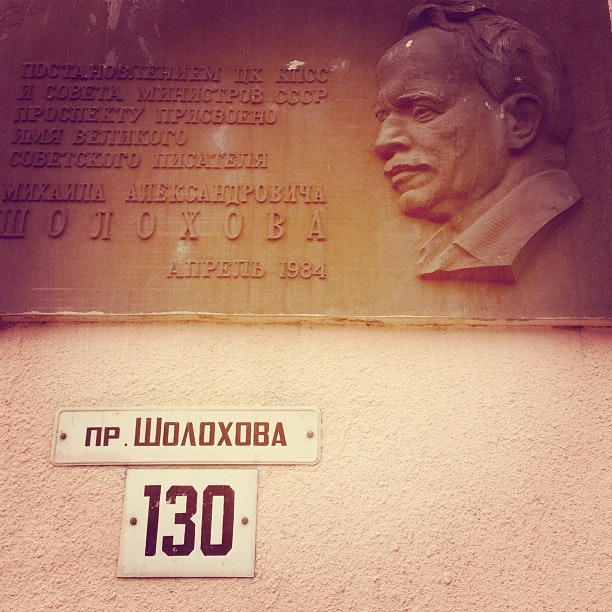 ПОСТАНОВЛЕНИЕМ ЦК КПСС
И СОВЕТА МИНИСТРОВ СССР
ПРОСПЕКТУ ПРИСВОЕНО
ИМЯ ВЕЛИКОГО
СОВЕТСКОГО ПИСАТЕЛЯ
МИХАИЛА АЛЕКСАНДРОВИЧА
ШОЛОХОВА
АПРЕЛЬ 1984
ПР. ШОЛОХОВА
130